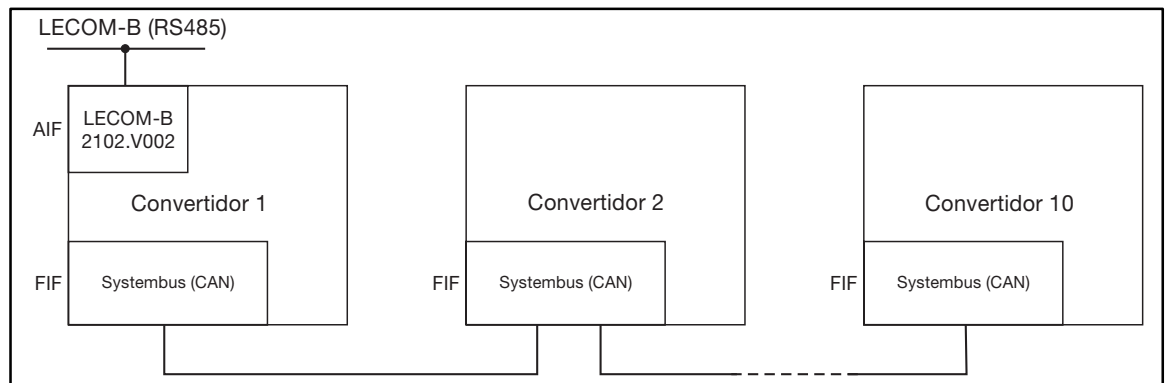 LECOM-B (RS485)
AIF
LECOM-B
2102.V002
Convertidor 1
Convertidor 2
Convertidor 10
FIF
Systembus (CAN)
FIF
Systembus (CAN)
FIF
Systembus (CAN)